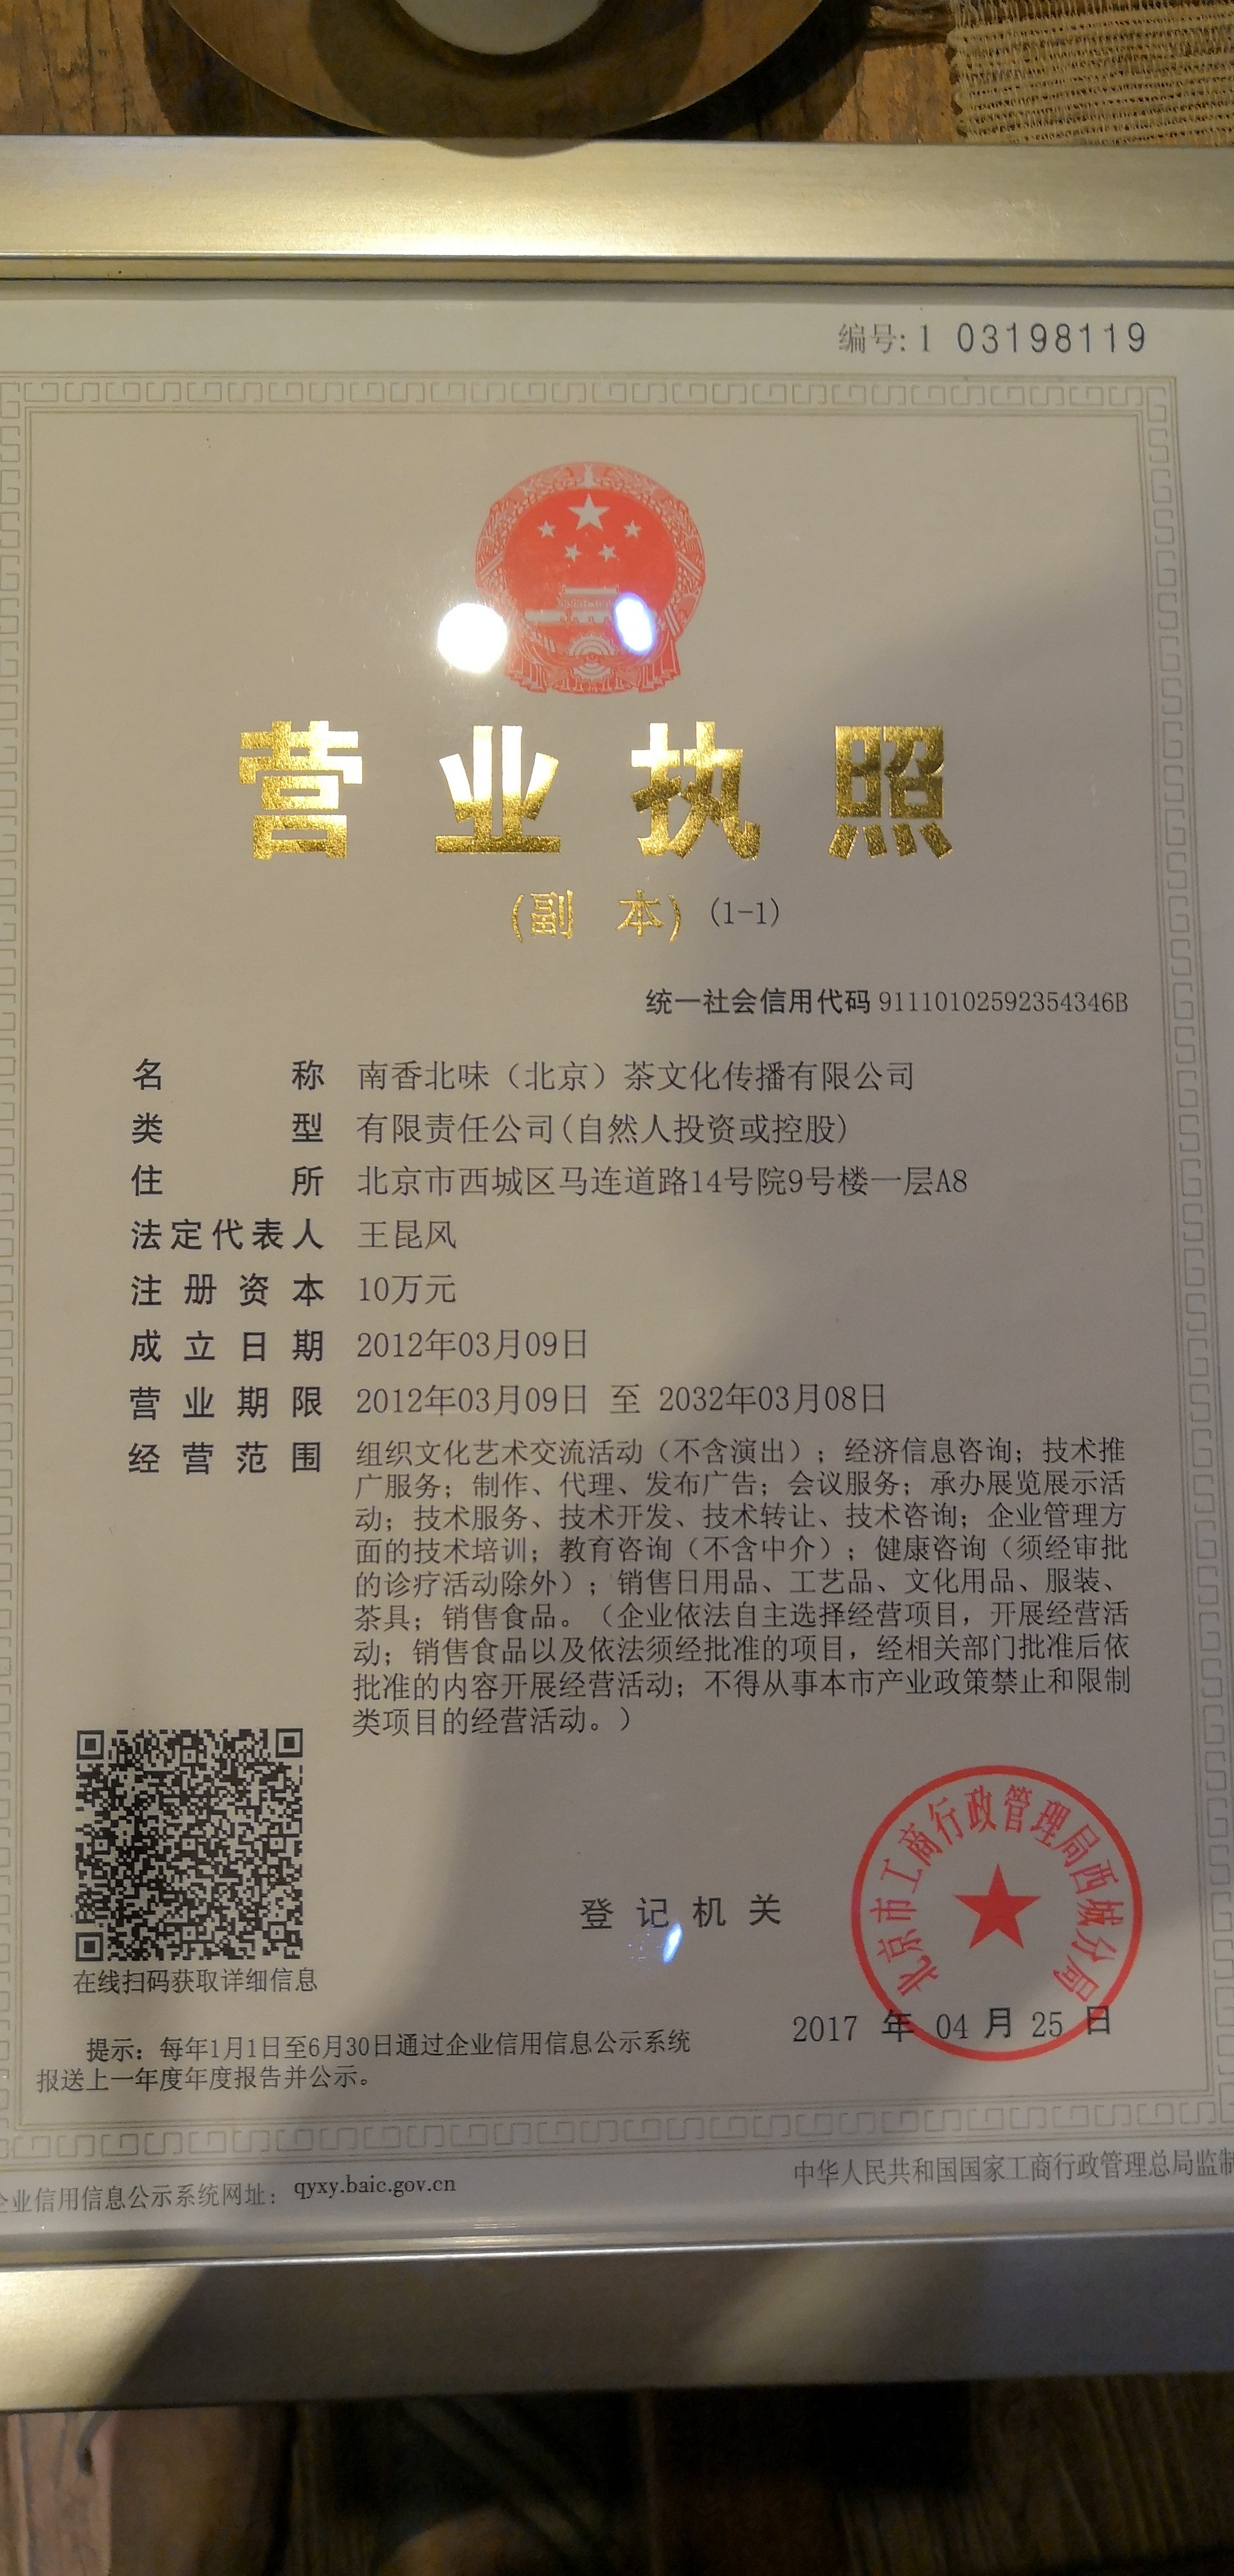 编号: 1 03198119
营业执照
(副 本) (1-1)
统一社会信用代码 91110102592354346B
名 称 南香北味（北京）茶文化传播有限公司
类 型 有限责任公司(自然人投资或控股)
住 所 北京市西城区马连道路14号院9号楼一层A8
法定代表人 王昆风
注 册 资 本 10万元
成 立 日 期 2012年03月09日
营 业 期 限 2012年03月09日 至 2032年03月08日
经 营 范 围 组织文化艺术交流活动（不含演出）；经济信息咨询；技术推
广服务；制作、代理、发布广告；会议服务；承办展览展示活
动；技术服务、技术开发、技术转让、技术咨询；企业管理方
面的技术培训；教育咨询（不含中介）；健康咨询（须经审批
的诊疗活动除外）；销售日用品、工艺品、文化用品、服装、
茶具；销售食品。（企业依法自主选择经营项目，开展经营活
动；销售食品以及依法须经批准的项目，经相关部门批准后依
批准的内容开展经营活动；不得从事本市产业政策禁止和限制
类项目的经营活动。）
北京市工商行政管理局西城分局
登 记 机 关
在线扫码获取详细信息
2017 年 04 月 25 日
提示：每年1月1日至6月30日通过企业信用信息公示系统
报送上一年度年度报告并公示。
企业信用信息公示系统网址： qyxy.baic.gov.cn
中华人民共和国国家工商行政管理总局监制